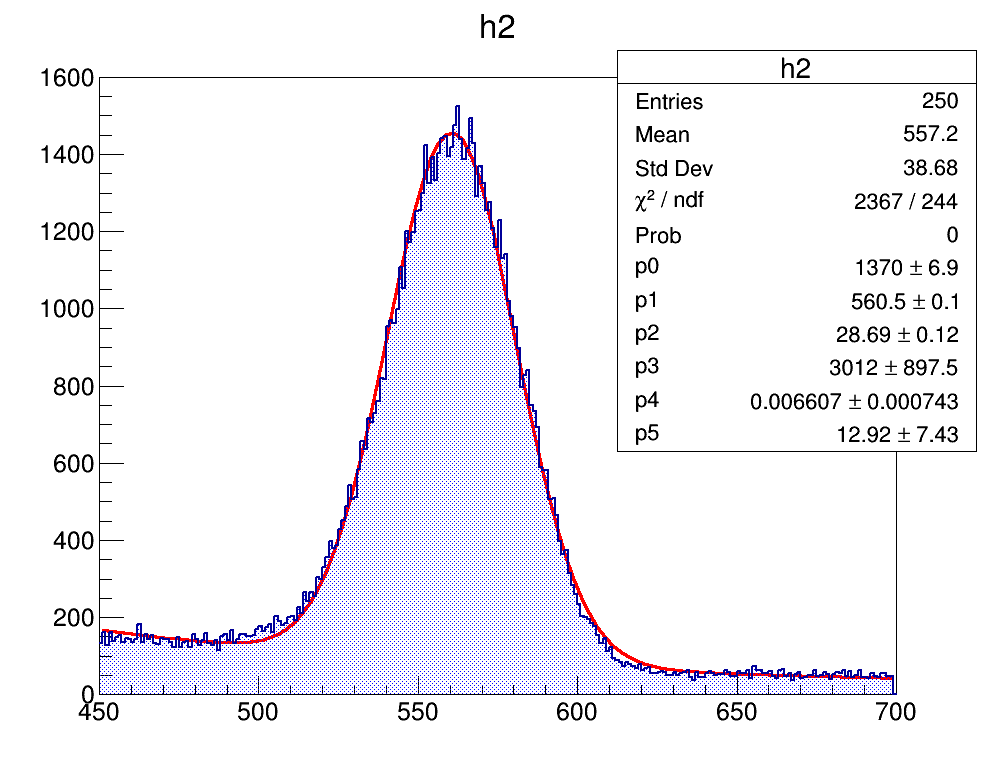 h2
h2
Entries 250
Mean 557.2
Std Dev 38.68
χ² / ndf 2367 / 244
Prob 0
p0 1370 ± 6.9
p1 560.5 ± 0.1
p2 28.69 ± 0.12
p3 3012 ± 897.5
p4 0.006607 ± 0.000743
p5 12.92 ± 7.43
1600
1400
1200
1000
800
600
400
200
0
450 500 550 600 650 700